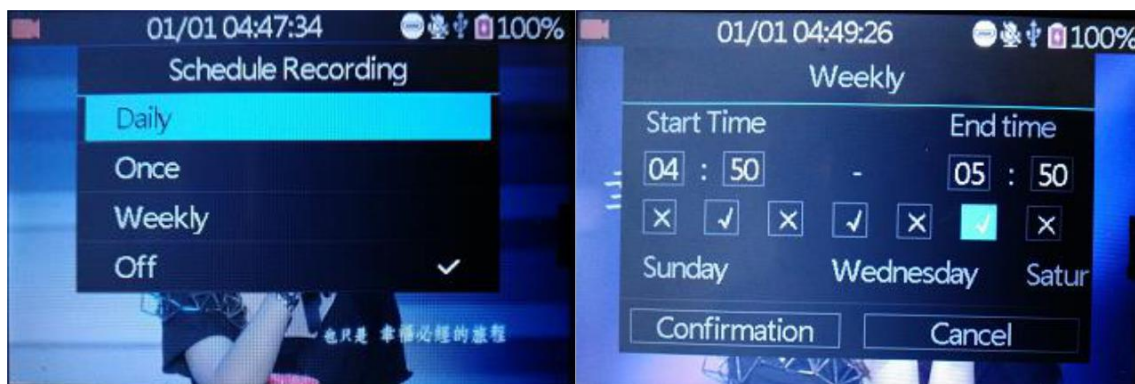 01/01 04:47:34
100%
Schedule Recording
Daily
Once
Weekly
Off
也只是 幸福必經的旅程
01/01 04:49:26
100%
Weekly
Start Time End time
04 : 50 - 05 : 50
Sunday Wednesday Satur
Confirmation Cancel